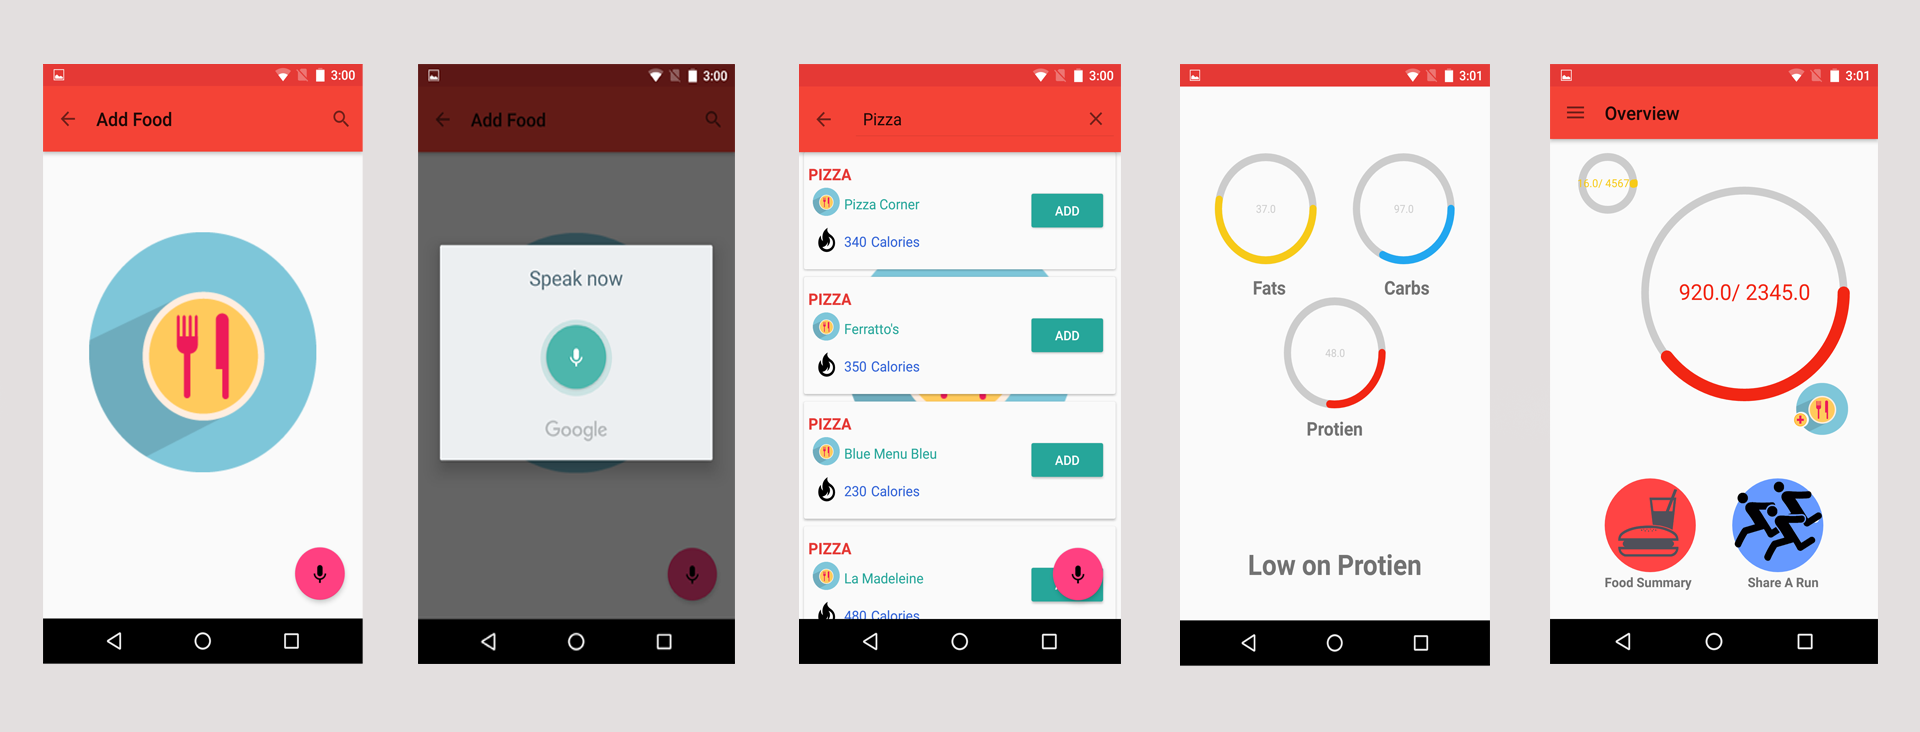 3:00
Add Food
3:00
Add Food
Speak now
Google
3:00
Pizza
PIZZA
Pizza Corner
ADD
340 Calories
PIZZA
Ferratto's
ADD
350 Calories
PIZZA
Blue Menu Bleu
ADD
230 Calories
PIZZA
La Madeleine
480 Calories
3:01
37.0
97.0
Fats
Carbs
48.0
Protien
Low on Protien
3:01
Overview
6.0/ 4567
920.0/ 2345.0
Food Summary
Share A Run